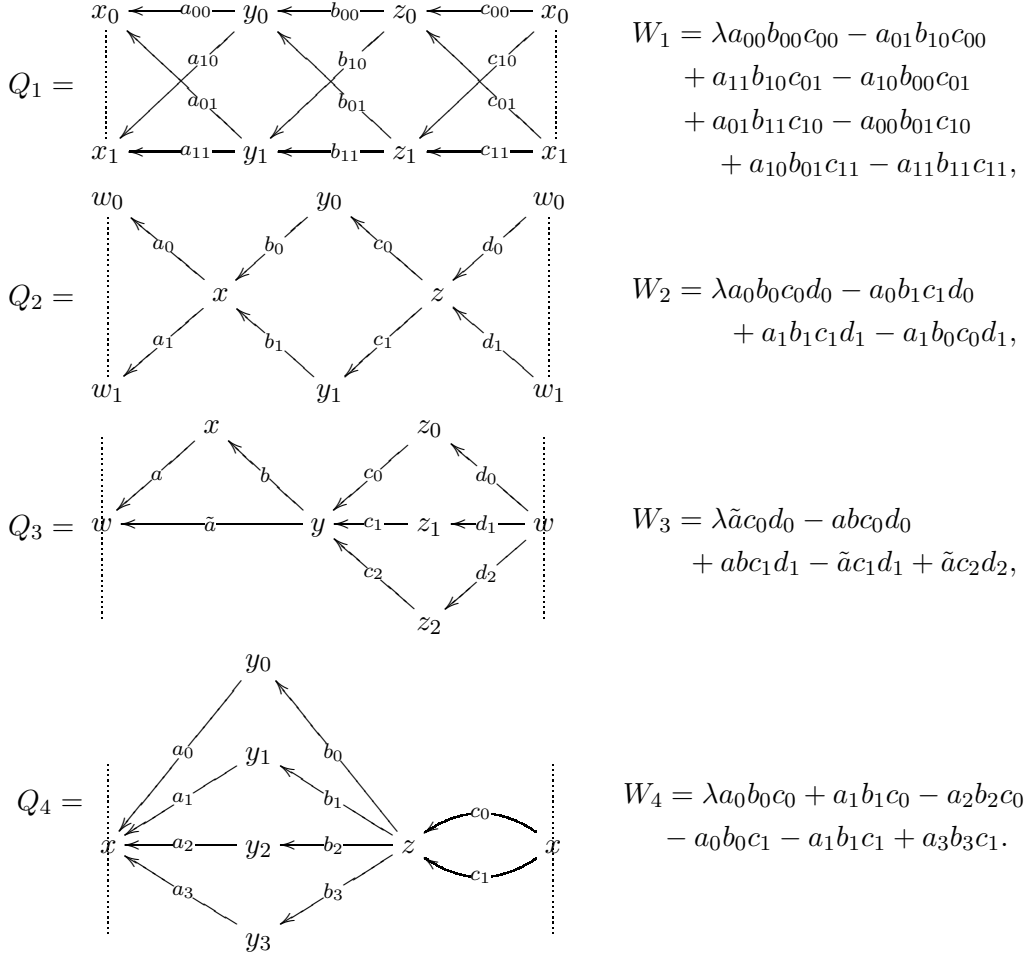 x₀ a₀₀ y₀ b₀₀ z₀ c₀₀ x₀
W₁ = λa₀₀b₀₀c₀₀ − a₀₁b₁₀c₀₀
a₁₀ b₁₀ c₁₀
+ a₁₁b₁₀c₀₁ − a₁₀b₀₀c₀₁
Q₁ =
a₀₁ b₀₁ c₀₁
+ a₀₁b₁₁c₁₀ − a₀₀b₀₁c₁₀
x₁ a₁₁ y₁ b₁₁ z₁ c₁₁ x₁
+ a₁₀b₀₁c₁₁ − a₁₁b₁₁c₁₁,
w₀ y₀ w₀
a₀ b₀ c₀ d₀
Q₂ = x z
W₂ = λa₀b₀c₀d₀ − a₀b₁c₁d₀
+ a₁b₁c₁d₁ − a₁b₀c₀d₁,
a₁ b₁ c₁ d₁
w₁ y₁ w₁
x z₀
a b c₀ d₀
Q₃ = w ã y c₁ z₁ d₁ w
W₃ = λãc₀d₀ − abc₀d₀
+ abc₁d₁ − ãc₁d₁ + ãc₂d₂,
c₂ d₂
z₂
y₀
a₀ y₁ b₀
a₁ b₁ c₀
Q₄ =
W₄ = λa₀b₀c₀ + a₁b₁c₀ − a₂b₂c₀
− a₀b₀c₁ − a₁b₁c₁ + a₃b₃c₁.
x a₂ y₂ b₂ z x
a₃ b₃ c₁
y₃